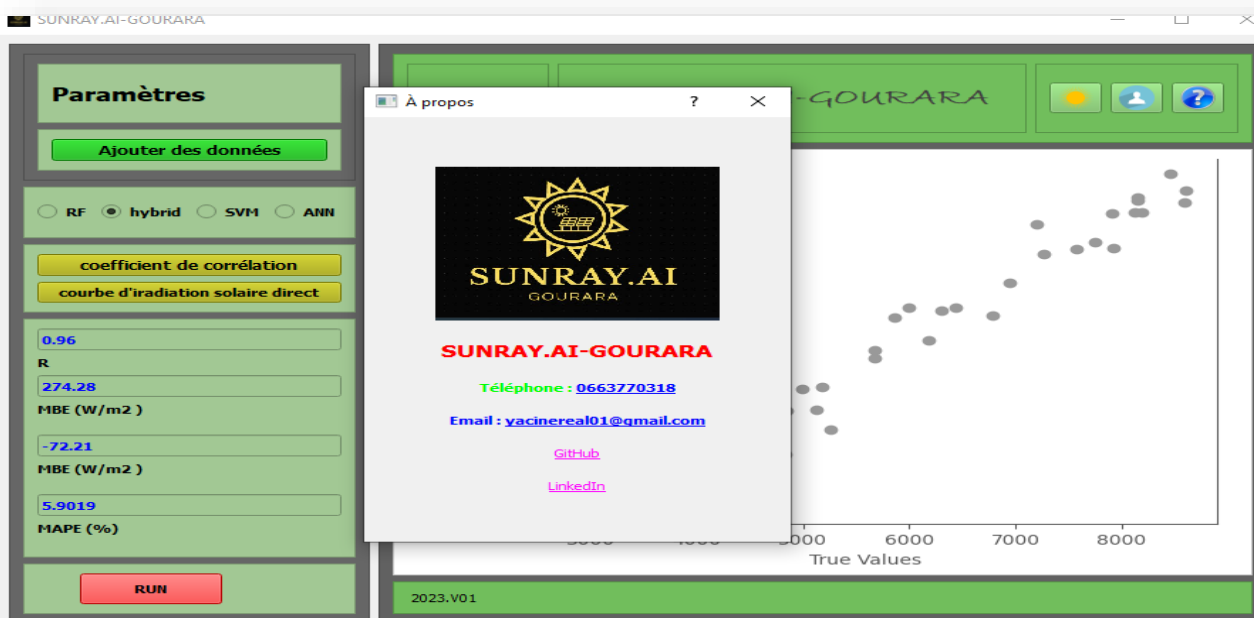 SUNRAY.AI-GOURARA
Paramètres
Ajouter des données
RF hybrid SVM ANN
coefficient de corrélation
courbe d'iradiation solaire direct
0.96
R
274.28
MBE (W/m2 )
-72.21
MBE (W/m2 )
5.9019
MAPE (%)
RUN
-GOURARA
?
À propos
?
SUNRAY.AI
GOURARA
SUNRAY.AI-GOURARA
Téléphone : 0663770318
Email : yacinereal01@gmail.com
GitHub
LinkedIn
6000 7000 8000
True Values
2023.V01